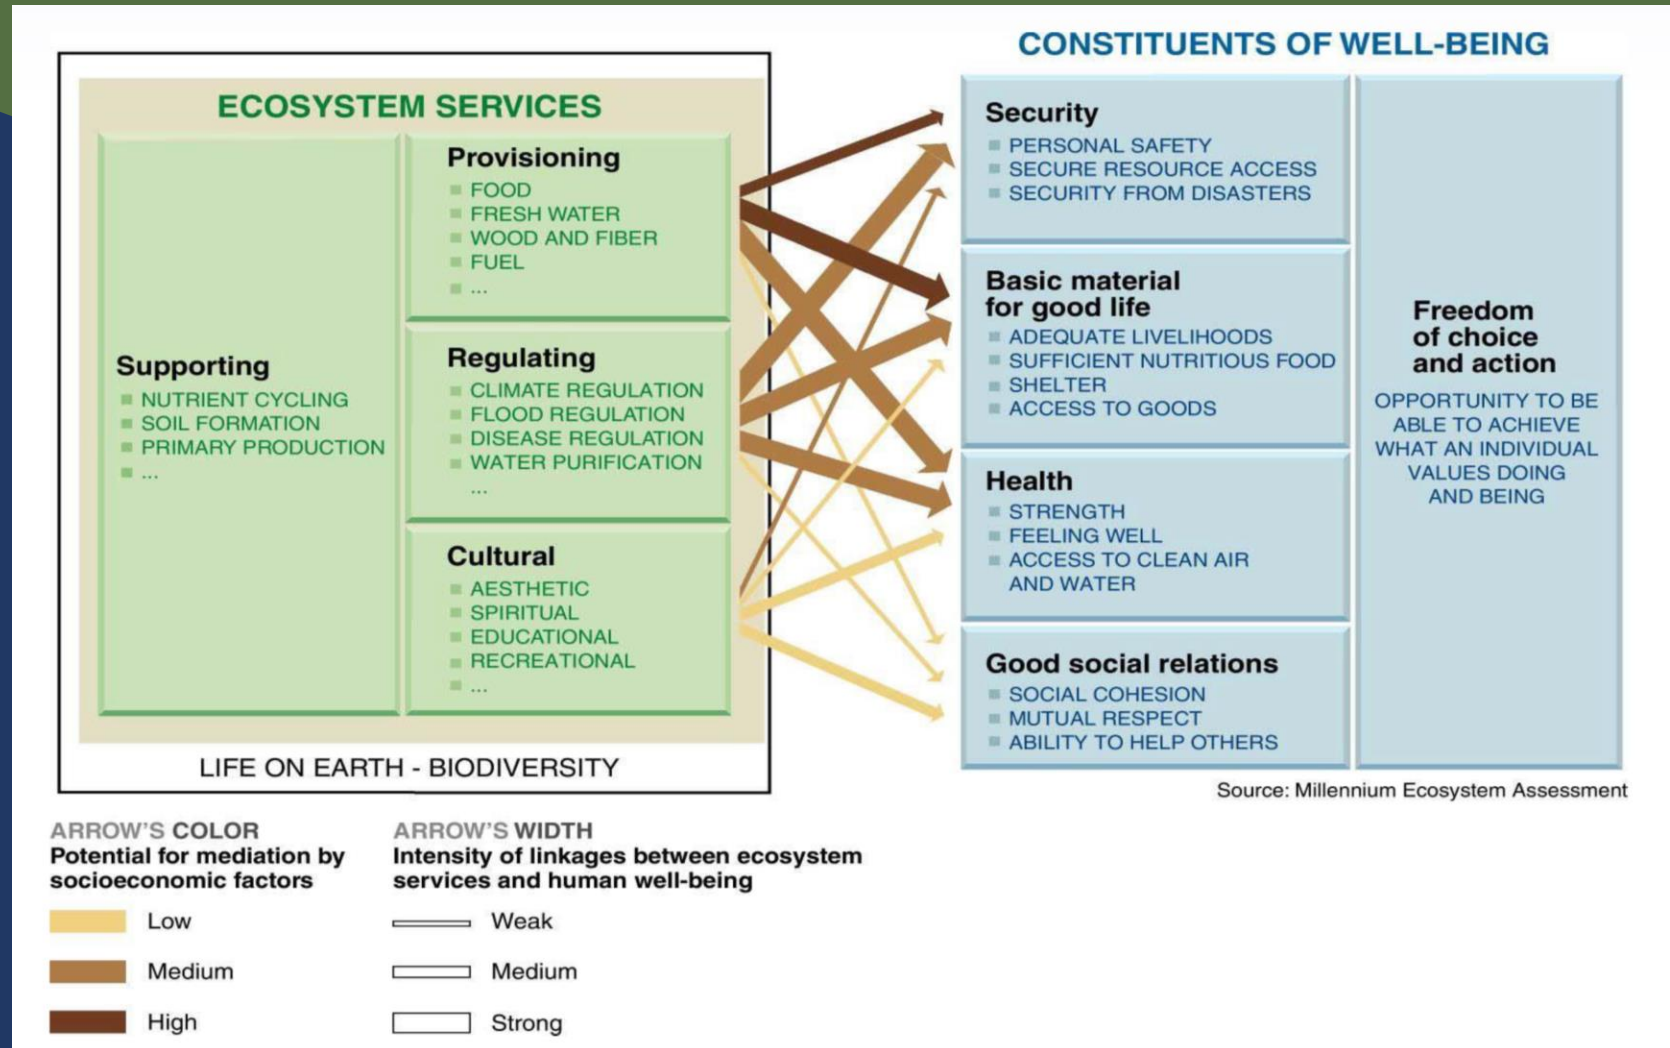 CONSTITUENTS OF WELL-BEING
ECOSYSTEM SERVICES
Supporting
NUTRIENT CYCLING
SOIL FORMATION
PRIMARY PRODUCTION
...
Provisioning
FOOD
FRESH WATER
WOOD AND FIBER
FUEL
...
Regulating
CLIMATE REGULATION
FLOOD REGULATION
DISEASE REGULATION
WATER PURIFICATION
...
Cultural
AESTHETIC
SPIRITUAL
EDUCATIONAL
RECREATIONAL
...
LIFE ON EARTH - BIODIVERSITY
Security
PERSONAL SAFETY
SECURE RESOURCE ACCESS
SECURITY FROM DISASTERS
Basic material
for good life
ADEQUATE LIVELIHOODS
SUFFICIENT NUTRITIOUS FOOD
SHELTER
ACCESS TO GOODS
Health
STRENGTH
FEELING WELL
ACCESS TO CLEAN AIR
AND WATER
Good social relations
SOCIAL COHESION
MUTUAL RESPECT
ABILITY TO HELP OTHERS
Freedom
of choice
and action
OPPORTUNITY TO BE
ABLE TO ACHIEVE
WHAT AN INDIVIDUAL
VALUES DOING
AND BEING
Source: Millennium Ecosystem Assessment
ARROW'S COLOR
Potential for mediation by
socioeconomic factors
Low
Medium
High
ARROW'S WIDTH
Intensity of linkages between ecosystem
services and human well-being
Weak
Medium
Strong